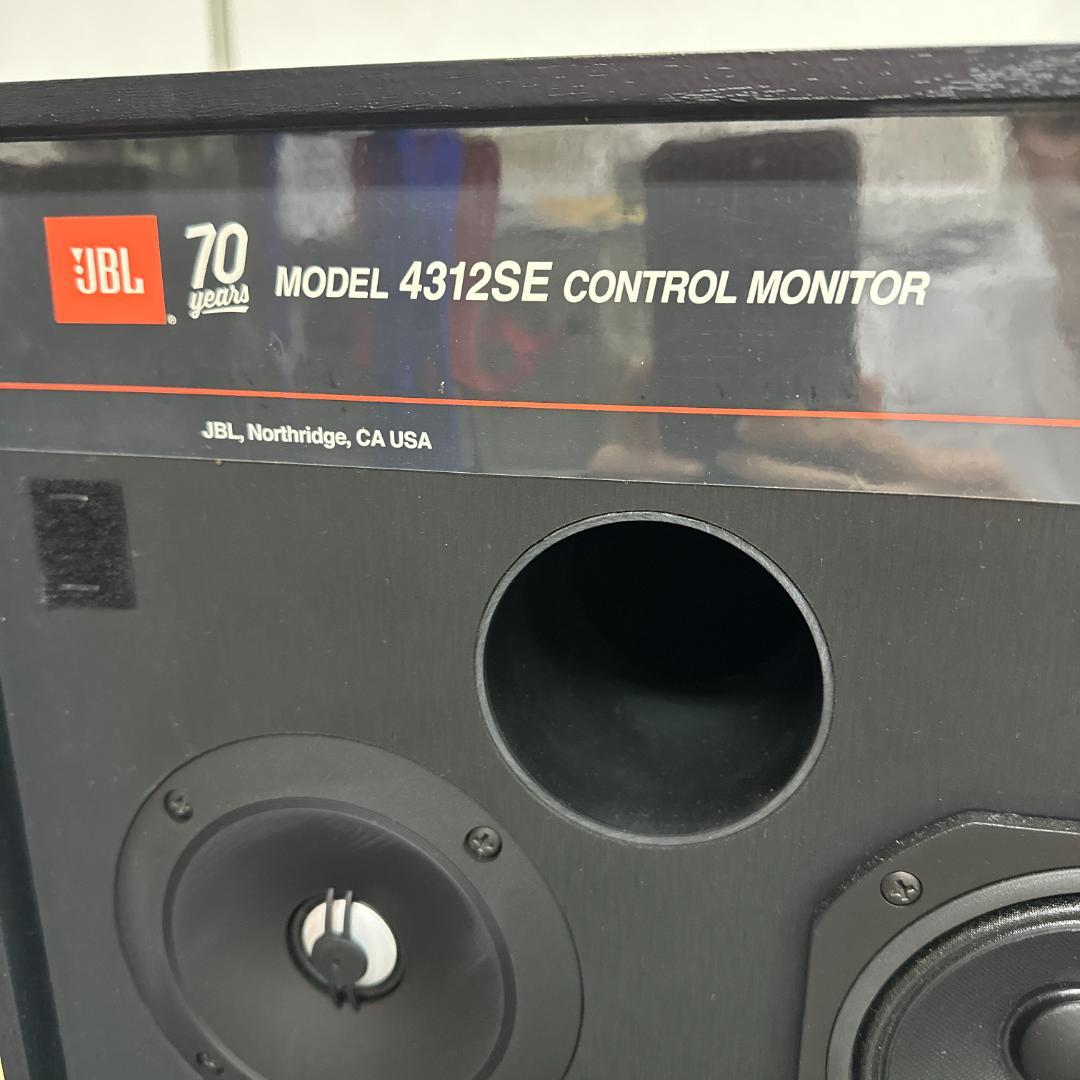 JBL
®
70
years
MODEL 4312SE CONTROL MONITOR
JBL, Northridge, CA USA